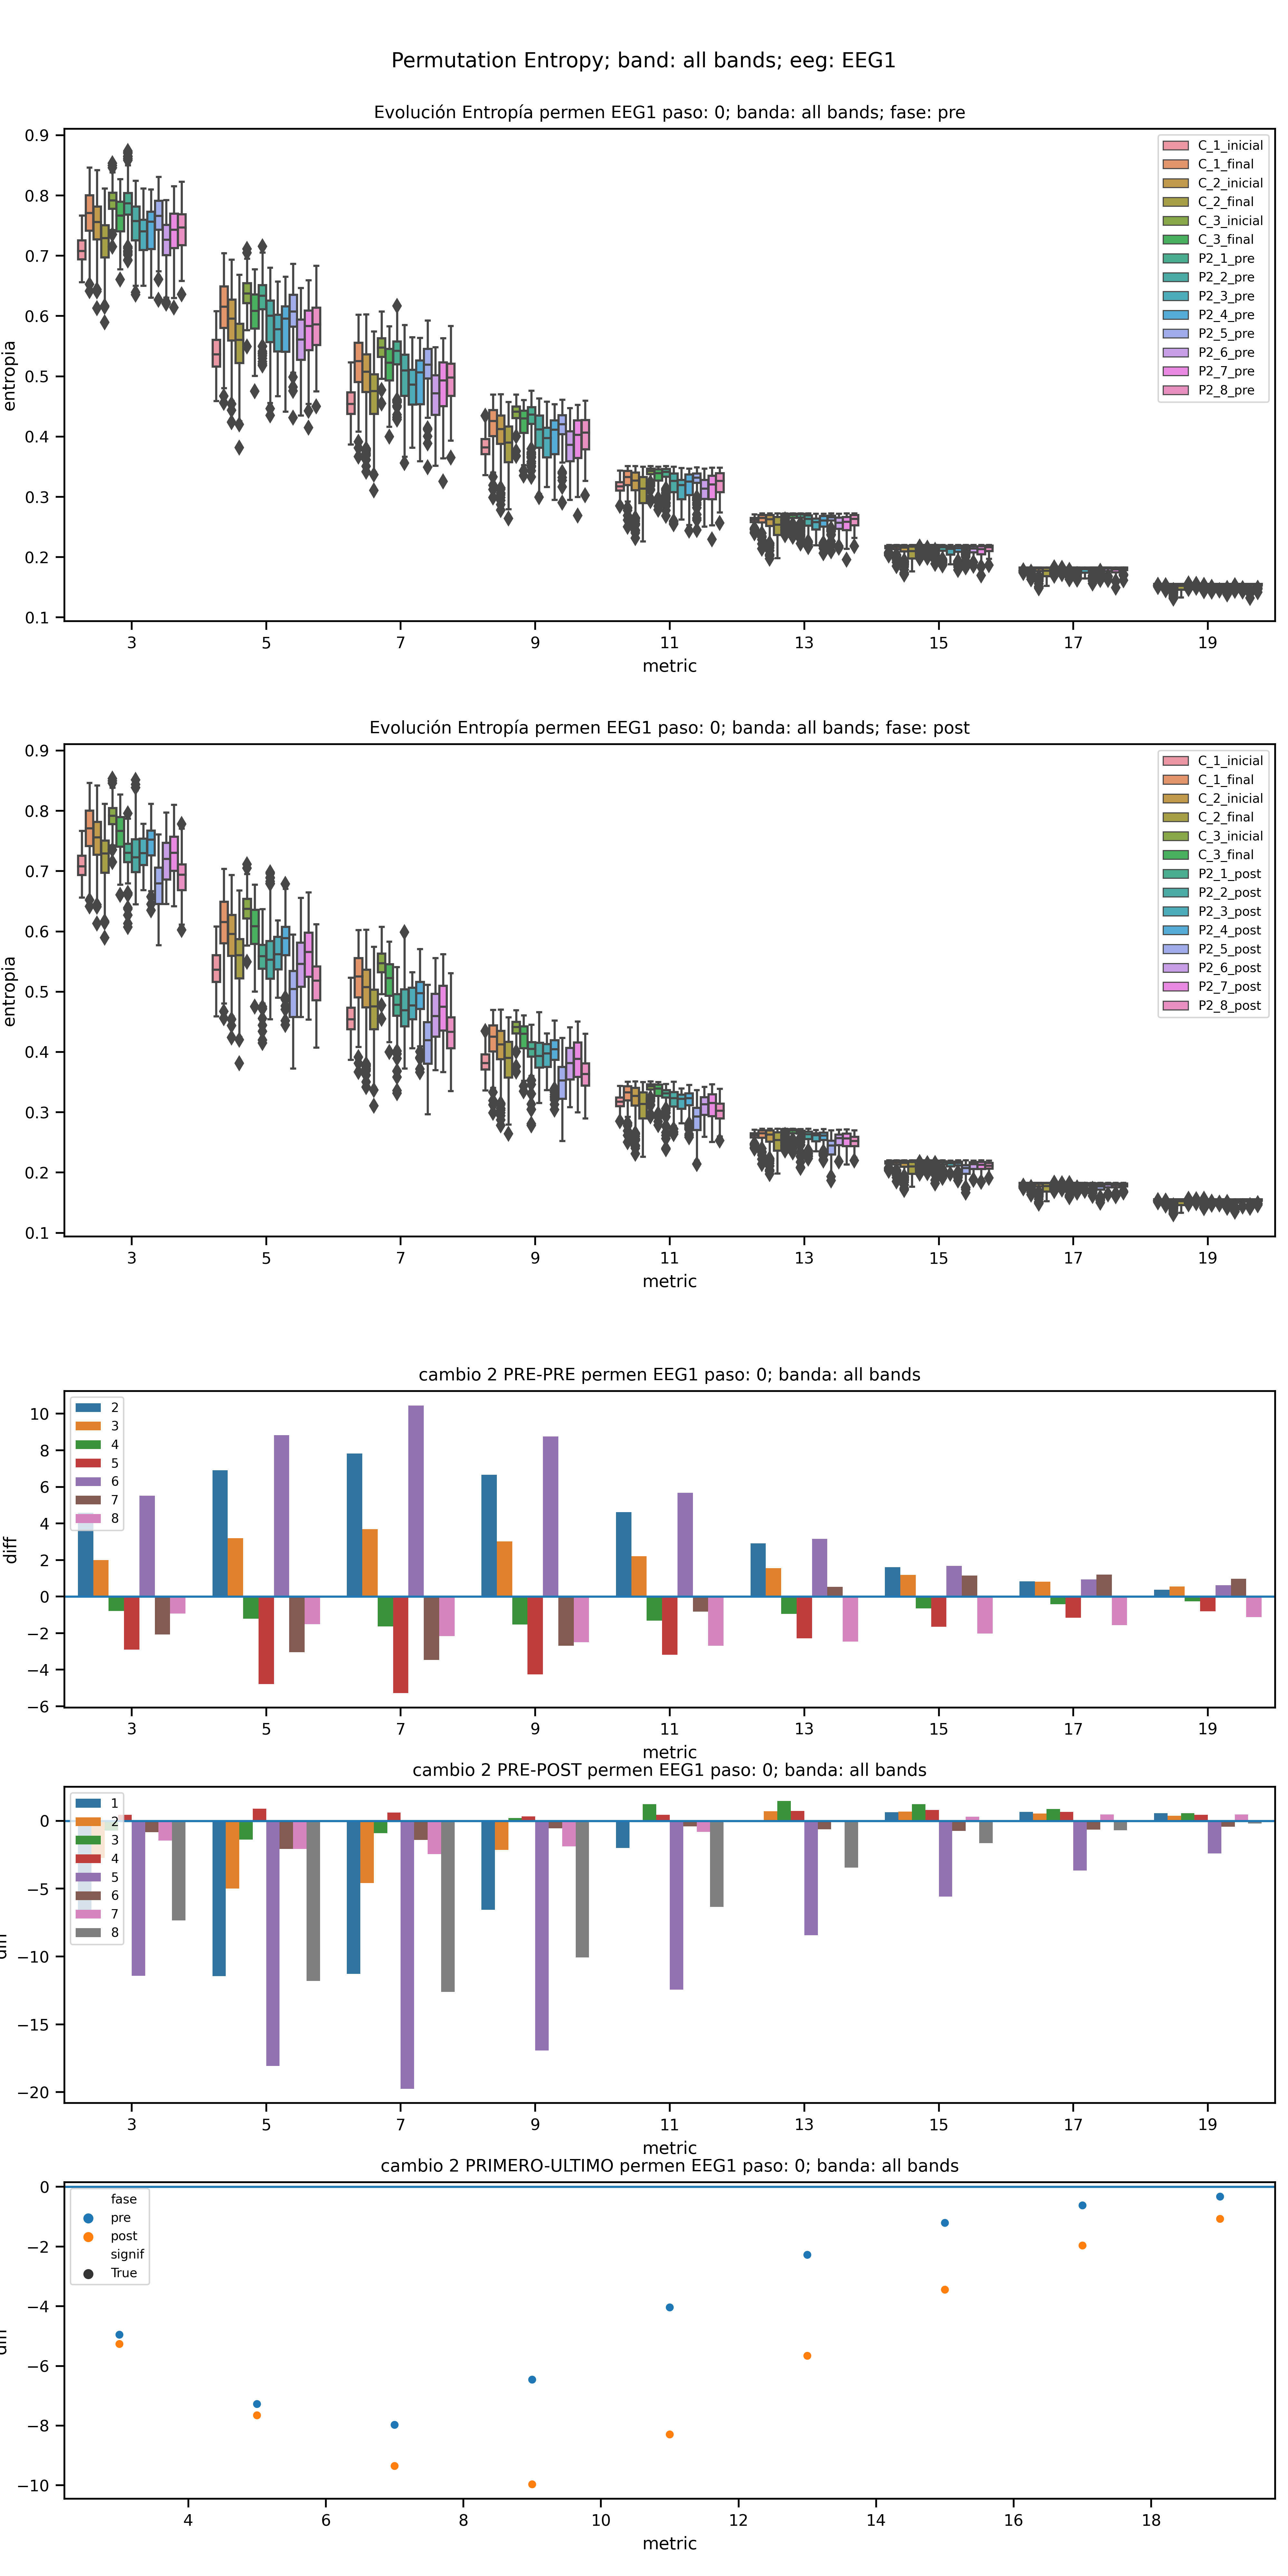 Permutation Entropy; band: all bands; eeg: EEG1
Evolución Entropía permen EEG1 paso: 0; banda: all bands; fase: pre
0.9
0.8
0.7
0.6
0.5
0.4
0.3
0.2
0.1
entropia
C_1_inicial
C_1_final
C_2_inicial
C_2_final
C_3_inicial
C_3_final
P2_1_pre
P2_2_pre
P2_3_pre
P2_4_pre
P2_5_pre
P2_6_pre
P2_7_pre
P2_8_pre
3 5 7 9 11 13 15 17 19
metric
Evolución Entropía permen EEG1 paso: 0; banda: all bands; fase: post
0.9
0.8
0.7
0.6
0.5
0.4
0.3
0.2
0.1
entropia
C_1_inicial
C_1_final
C_2_inicial
C_2_final
C_3_inicial
C_3_final
P2_1_post
P2_2_post
P2_3_post
P2_4_post
P2_5_post
P2_6_post
P2_7_post
P2_8_post
3 5 7 9 11 13 15 17 19
metric
cambio 2 PRE-PRE permen EEG1 paso: 0; banda: all bands
10
8
6
4
2
0
−2
−4
−6
diff
2
3
4
5
6
7
8
3 5 7 9 11 13 15 17 19
metric
cambio 2 PRE-POST permen EEG1 paso: 0; banda: all bands
0
−5
−10
−15
−20
diff
1
2
3
4
5
6
7
8
3 5 7 9 11 13 15 17 19
metric
cambio 2 PRIMERO-ULTIMO permen EEG1 paso: 0; banda: all bands
0
−2
−4
−6
−8
−10
diff
fase
pre
post
signif
True
4 6 8 10 12 14 16 18
metric